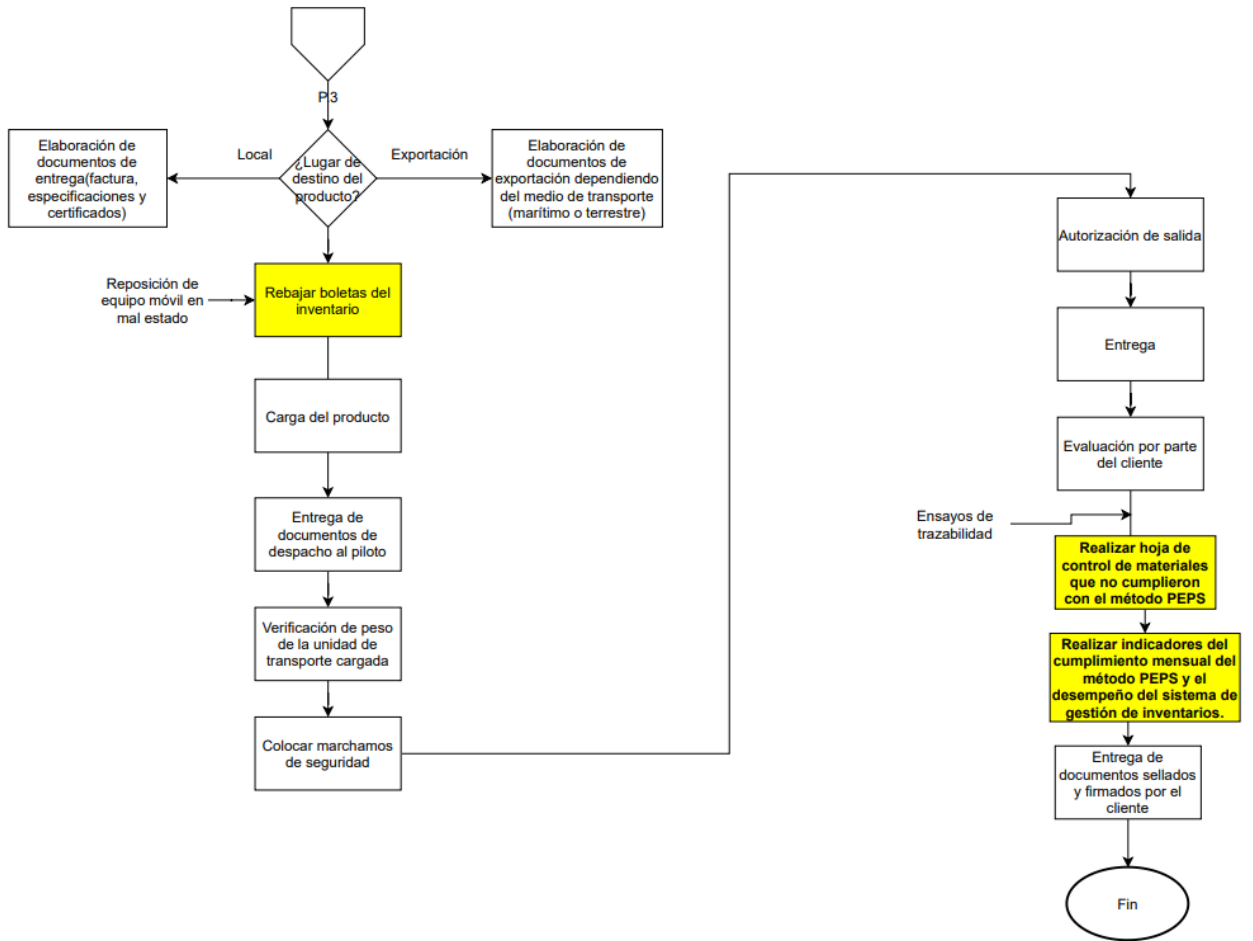 P.3
Elaboración de
documentos de
entrega(factura,
especificaciones y
certificados)
Local
¿Lugar de
destino del
producto?
Exportación
Elaboración de
documentos de
exportación dependiendo
del medio de transporte
(marítimo o terrestre)
Reposición de
equipo móvil en
mal estado
Rebajar boletas del
inventario
Carga del producto
Entrega de
documentos de
despacho al piloto
Verificación de peso
de la unidad de
transporte cargada
Colocar marchamos
de seguridad
Autorización de salida
Entrega
Evaluación por parte
del cliente
Ensayos de
trazabilidad
Realizar hoja de
control de materiales
que no cumplieron
con el método PEPS
Realizar indicadores del
cumplimiento mensual del
método PEPS y el
desempeño del sistema de
gestión de inventarios.
Entrega de
documentos sellados
y firmados por el
cliente
Fin